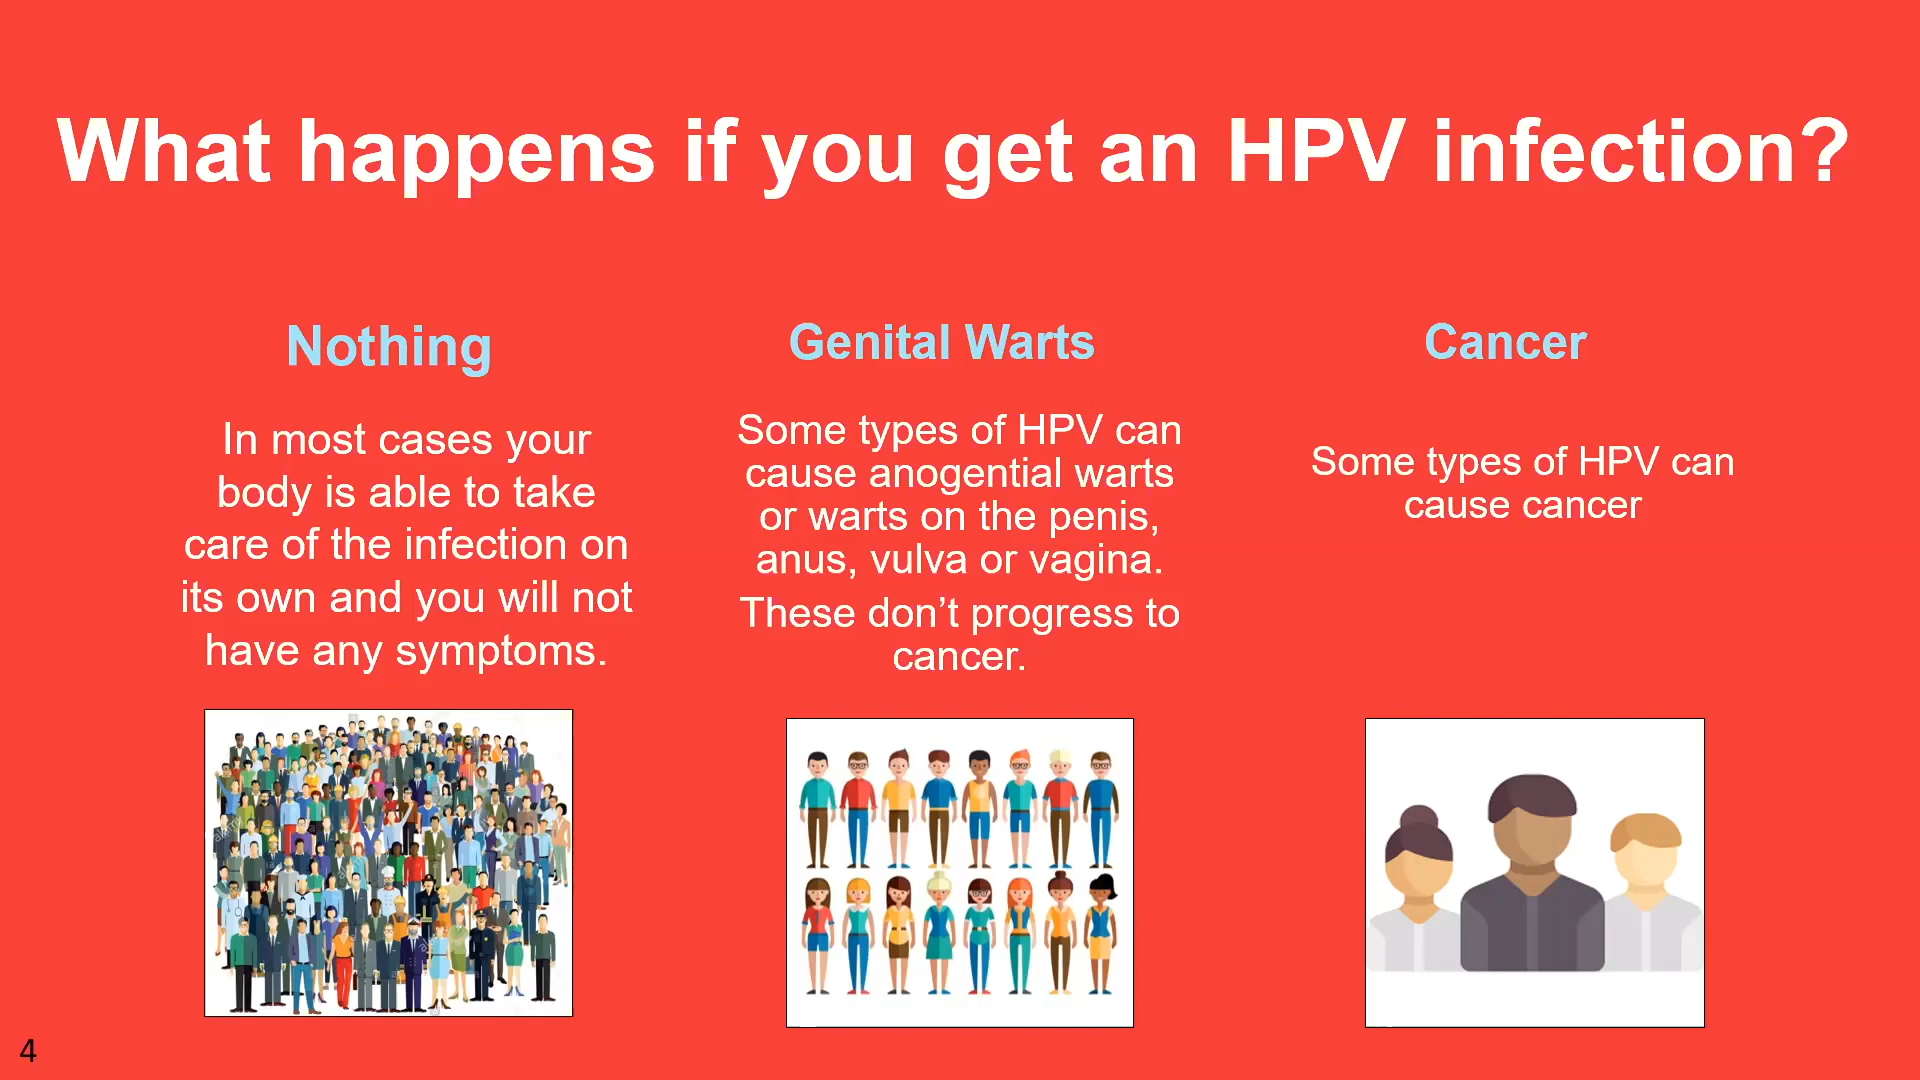 What happens if you get an HPV infection?
Nothing
In most cases your
body is able to take
care of the infection on
its own and you will not
have any symptoms.
Genital Warts
Some types of HPV can
cause anogential warts
or warts on the penis,
anus, vulva or vagina.
These don’t progress to
cancer.
Cancer
Some types of HPV can
cause cancer
4